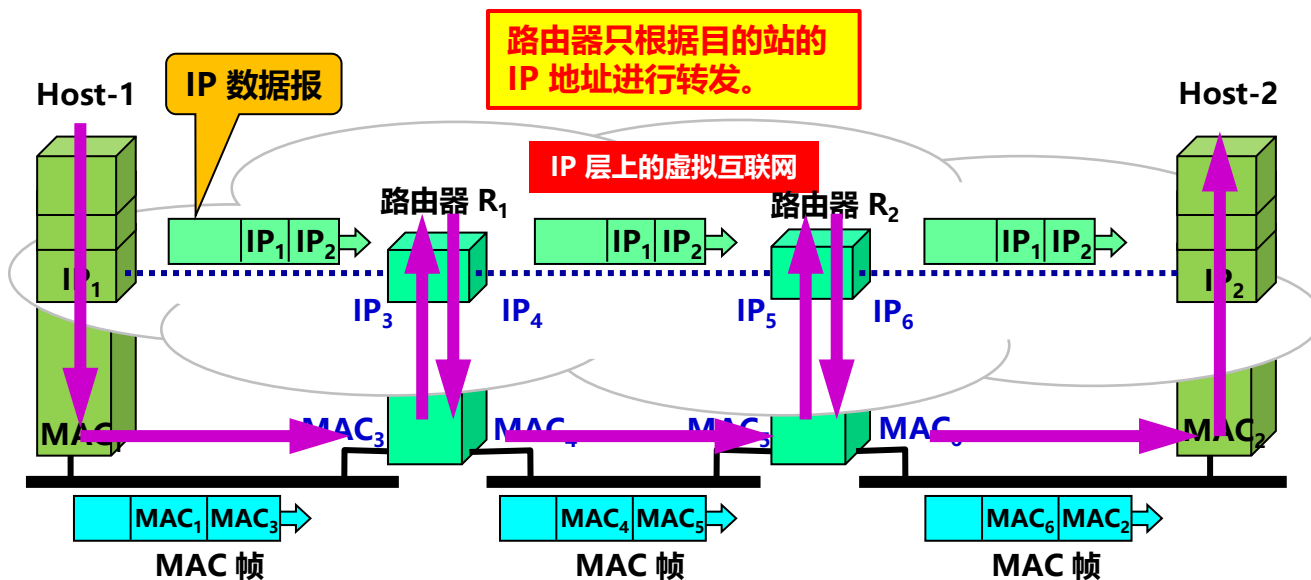 路由器只根据目的站的
IP 地址进行转发。
IP 数据报
Host-1
Host-2
IP 层上的虚拟互联网
路由器 R₁
路由器 R₂
IP₁ IP₂
IP₁ IP₂
IP₁ IP₂
IP₁
IP₂
IP₃
IP₄
IP₅
IP₆
MAC₁
MAC₃
MAC₄
MAC₅
MAC₆
MAC₂
MAC₁ MAC₃
MAC₄ MAC₅
MAC₆ MAC₂
MAC 帧
MAC 帧
MAC 帧